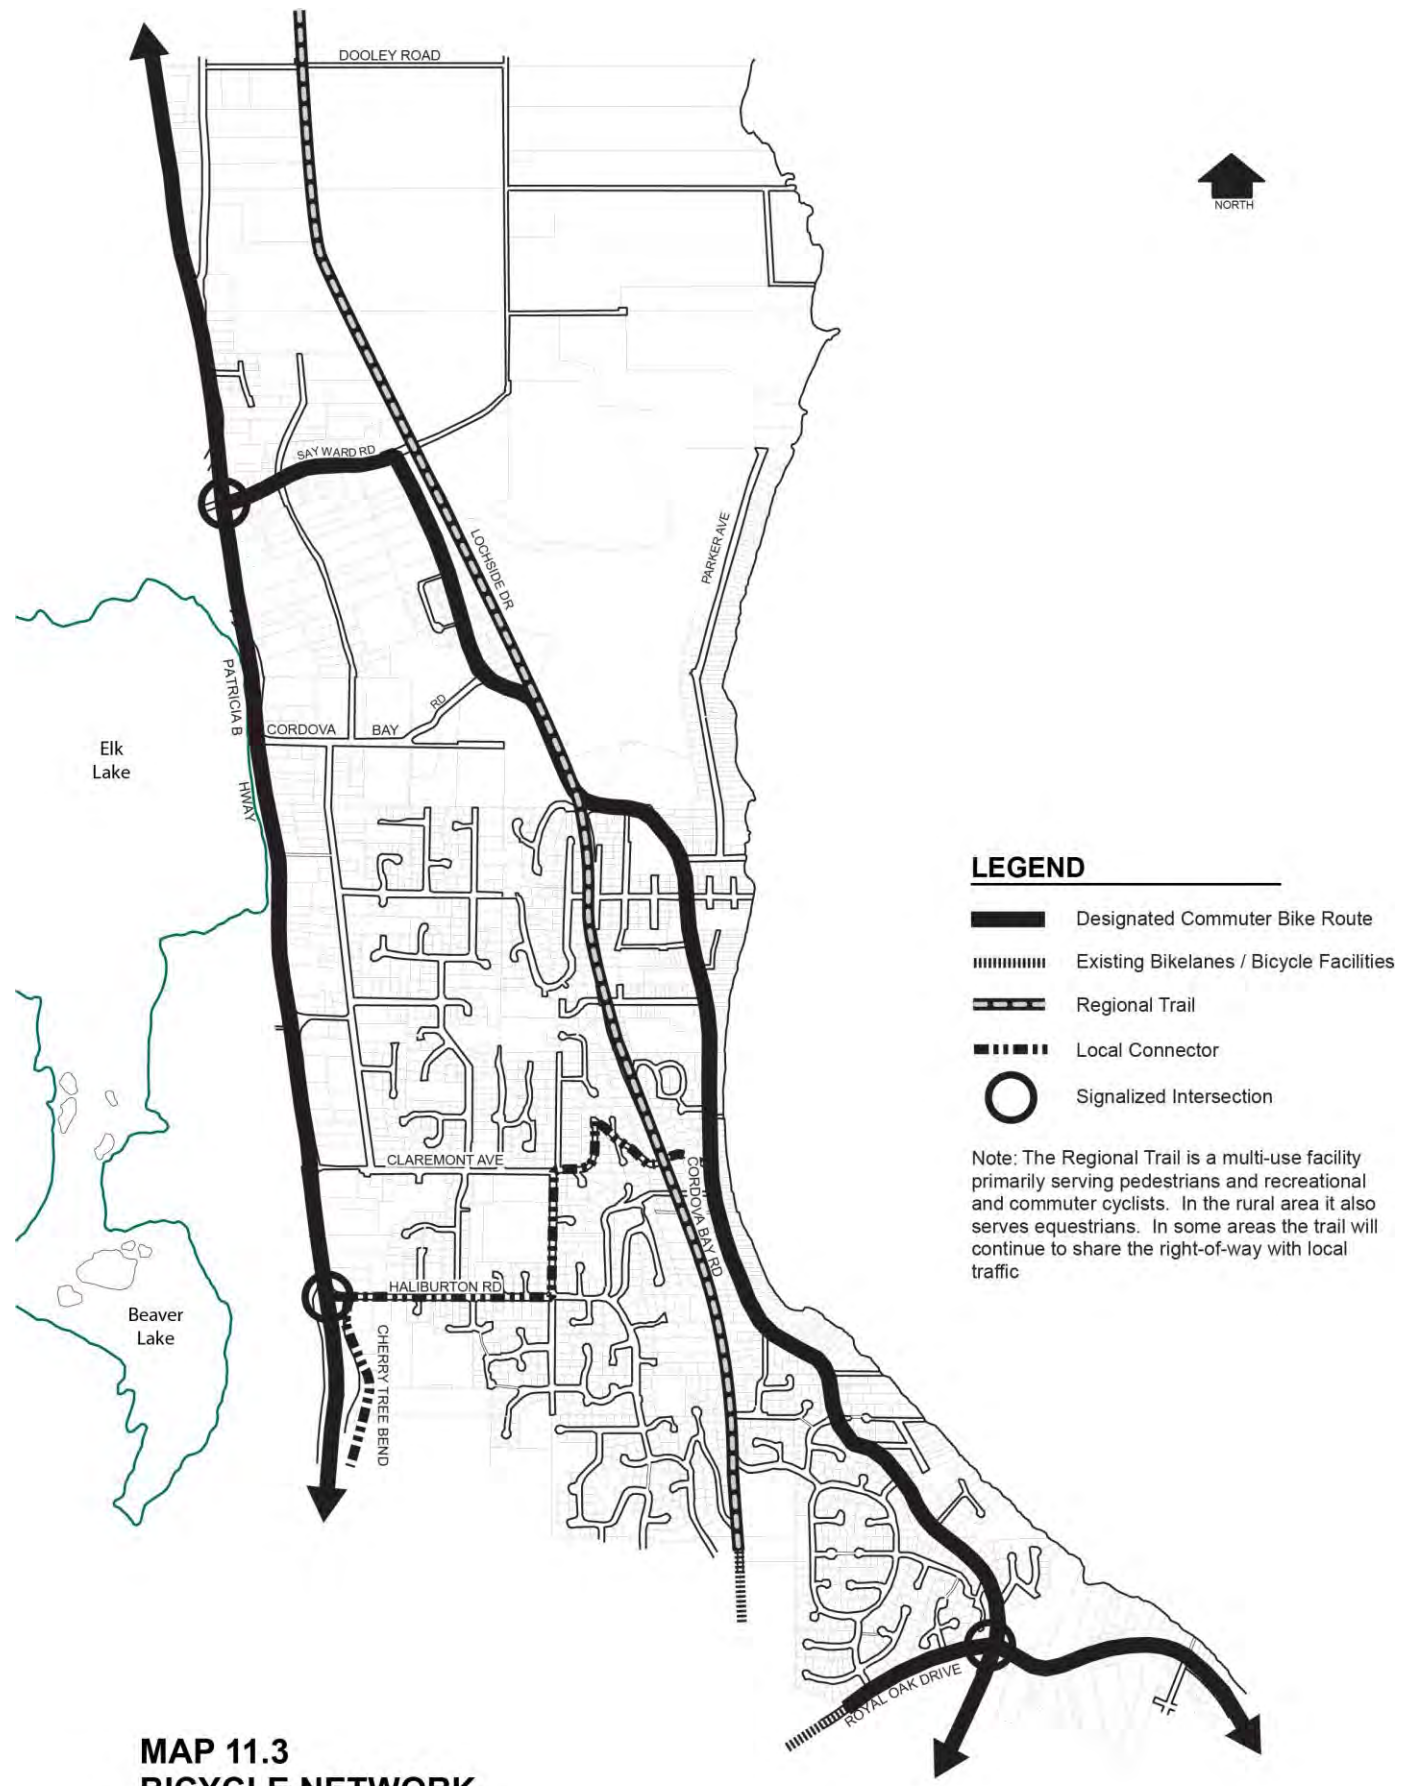 DOOLEY ROAD
NORTH
SAYWARD RD
LOCHSIDE DR
PARKER AVE
PATRICIA B
HWAY
CORDOVA BAY RD
Elk
Lake
LEGEND
Designated Commuter Bike Route
Existing Bikelanes / Bicycle Facilities
Regional Trail
Local Connector
Signalized Intersection
Note: The Regional Trail is a multi-use facility
primarily serving pedestrians and recreational
and commuter cyclists. In the rural area it also
serves equestrians. In some areas the trail will
continue to share the right-of-way with local
traffic
CLAREMONT AVE
CORDOVA BAY RD
HALIBURTON RD
Beaver
Lake
CHERRY TREE BEND
ROYAL OAK DRIVE
MAP 11.3
BICYCLE NETWORK